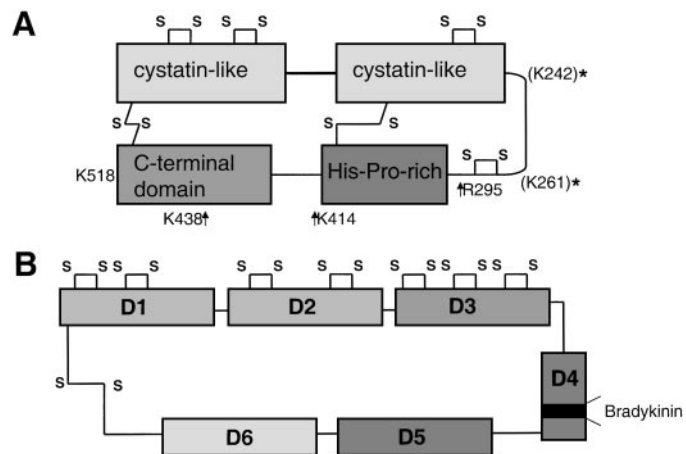 A
S S S S S S
cystatin-like cystatin-like (K242)*
S S S S
S S
K518 C-terminal domain His-Pro-rich R295 (K261)*
K438 K414
B
S S S S S S S S S S S S S S
D1 D2 D3
S S D4
Bradykinin
D6 D5